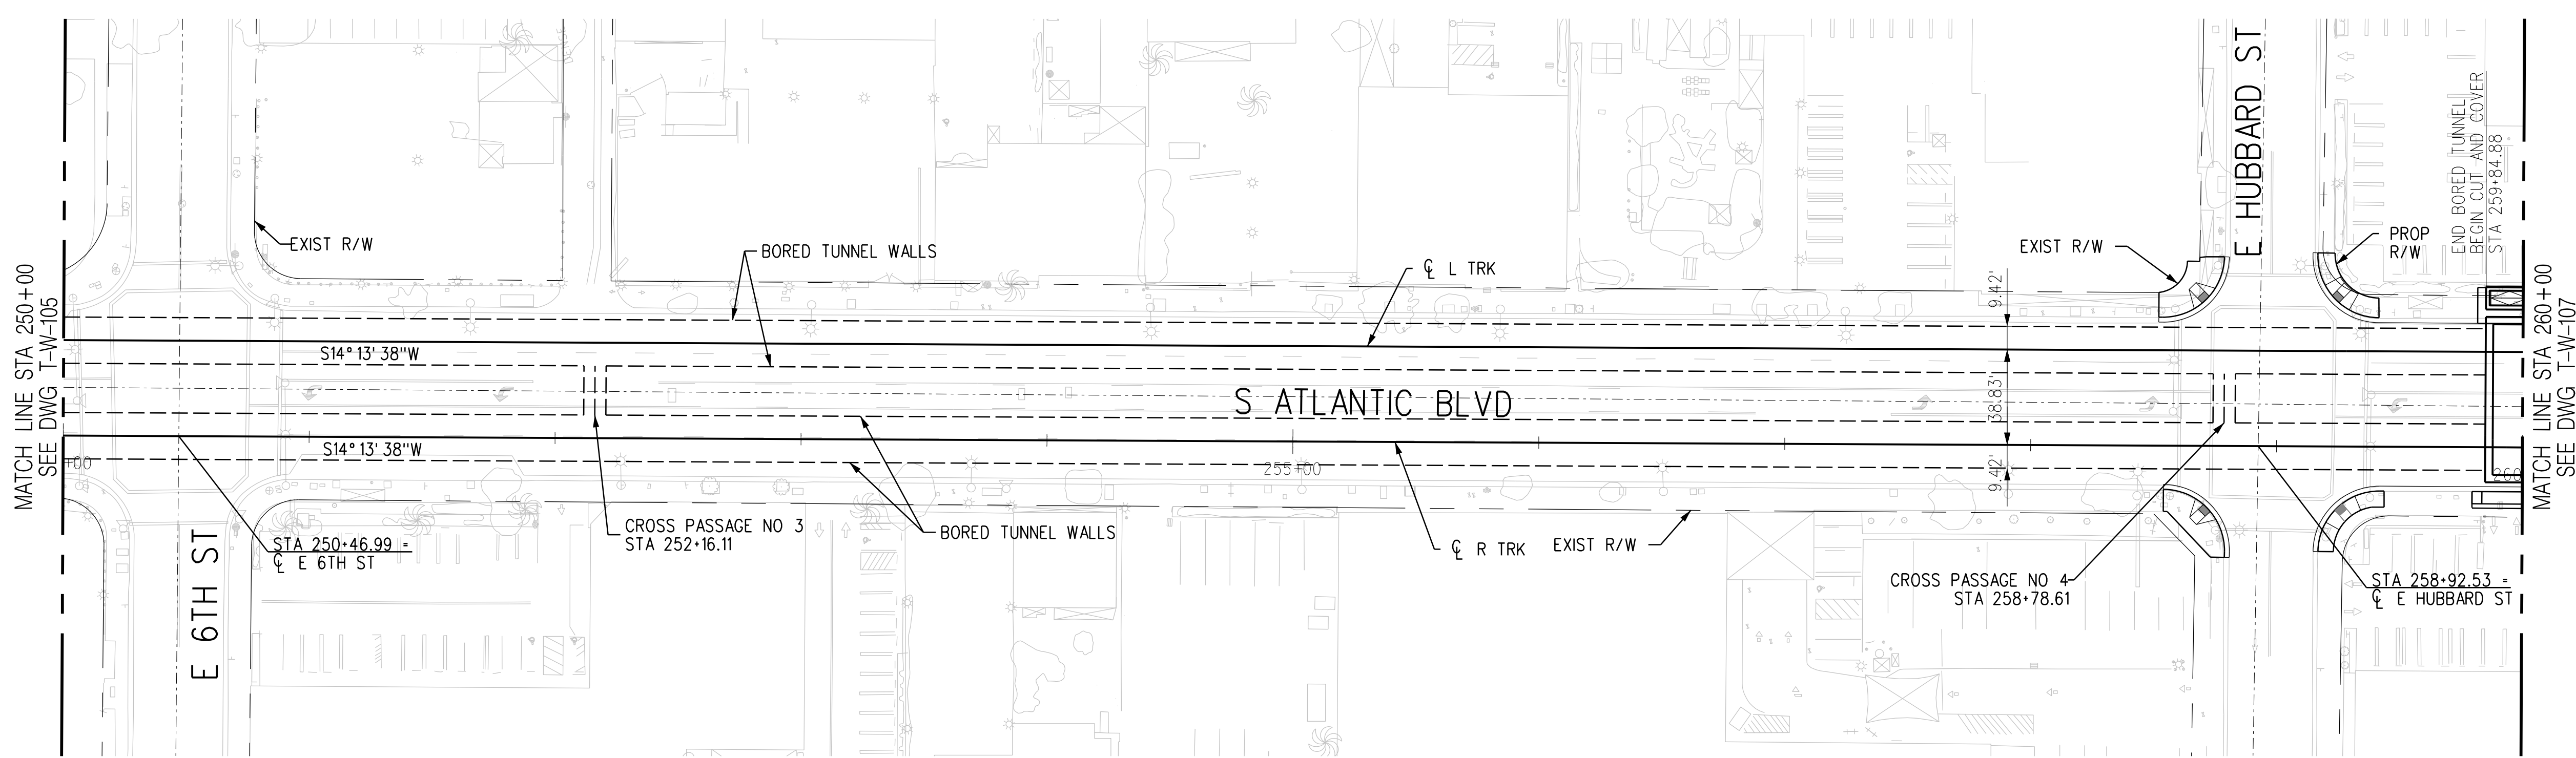 MATCH LINE STA 250+00
SEE DWG T-W-105
EXIST R/W
BORED TUNNEL WALLS
℄ L TRK
EXIST R/W
E HUBBARD ST
PROP
R/W
END BORED TUNNEL
BEGIN CUT AND COVER
STA 259+84.88
MATCH LINE STA 260+00
SEE DWG T-W-107
S14°13'38"W
9.42'
38.83'
9.42'
S ATLANTIC BLVD
S14°13'38"W
+00
255+00
260
E 6TH ST
STA 250+46.99 =
℄ E 6TH ST
CROSS PASSAGE NO 3
STA 252+16.11
BORED TUNNEL WALLS
℄ R TRK
EXIST R/W
CROSS PASSAGE NO 4
STA 258+78.61
STA 258+92.53 =
℄ E HUBBARD ST